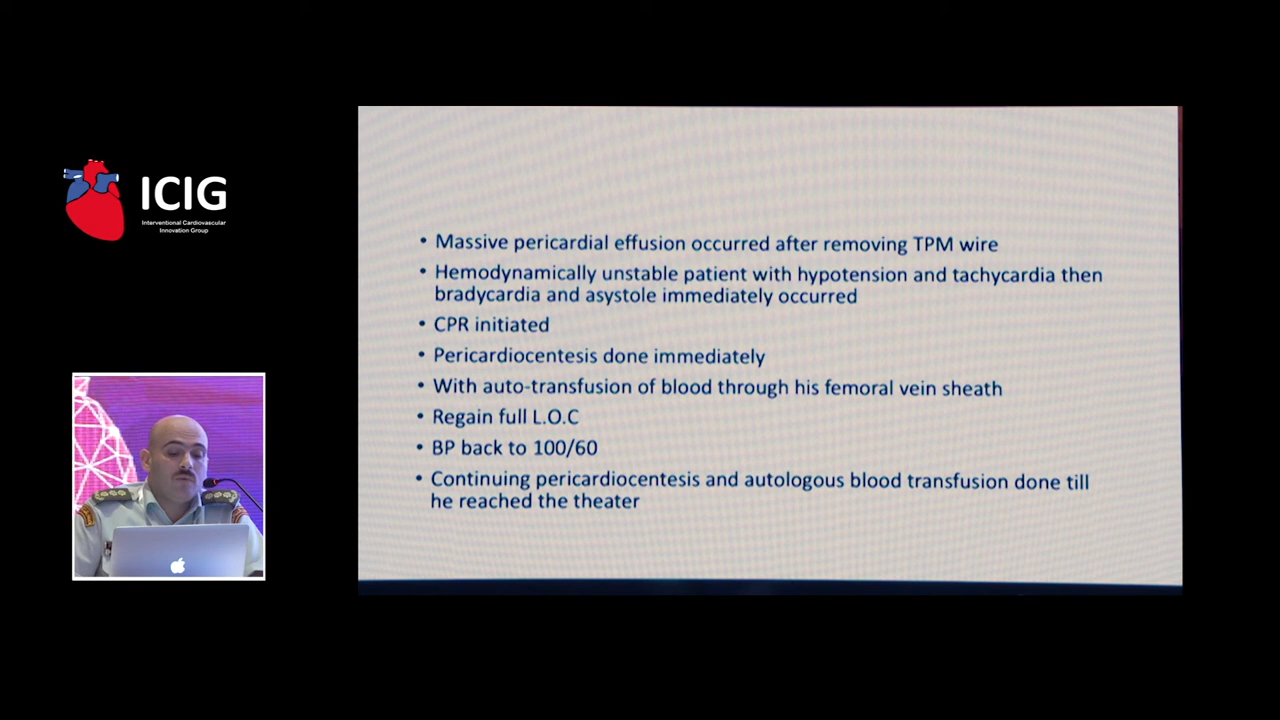 ICIG
Interventional Cardiovascular
Innovation Group
• Massive pericardial effusion occurred after removing TPM wire
• Hemodynamically unstable patient with hypotension and tachycardia then
bradycardia and asystole immediately occurred
• CPR initiated
• Pericardiocentesis done immediately
• With auto-transfusion of blood through his femoral vein sheath
• Regain full L.O.C
• BP back to 100/60
• Continuing pericardiocentesis and autologous blood transfusion done till
he reached the theater